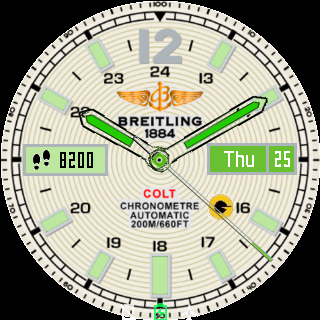 100
12
24
23
13
22
BREITLING
1884
8200
Thu 25
COLT
CHRONOMETRE
AUTOMATIC
200M/660FT
20
16
19
17
18